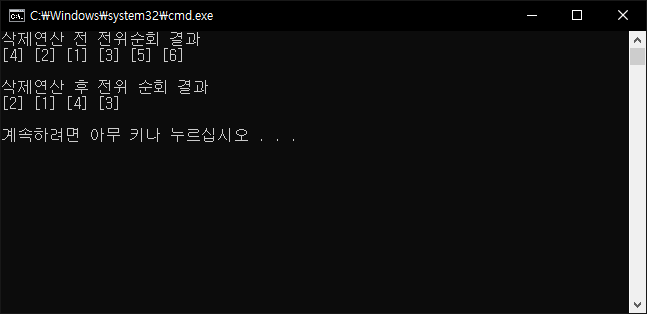 C:\Windows\system32\cmd.exe
삭제연산 전 전위순회 결과
[4] [2] [1] [3] [5] [6]
삭제연산 후 전위 순회 결과
[2] [1] [4] [3]
계속하려면 아무 키나 누르십시오 . . .